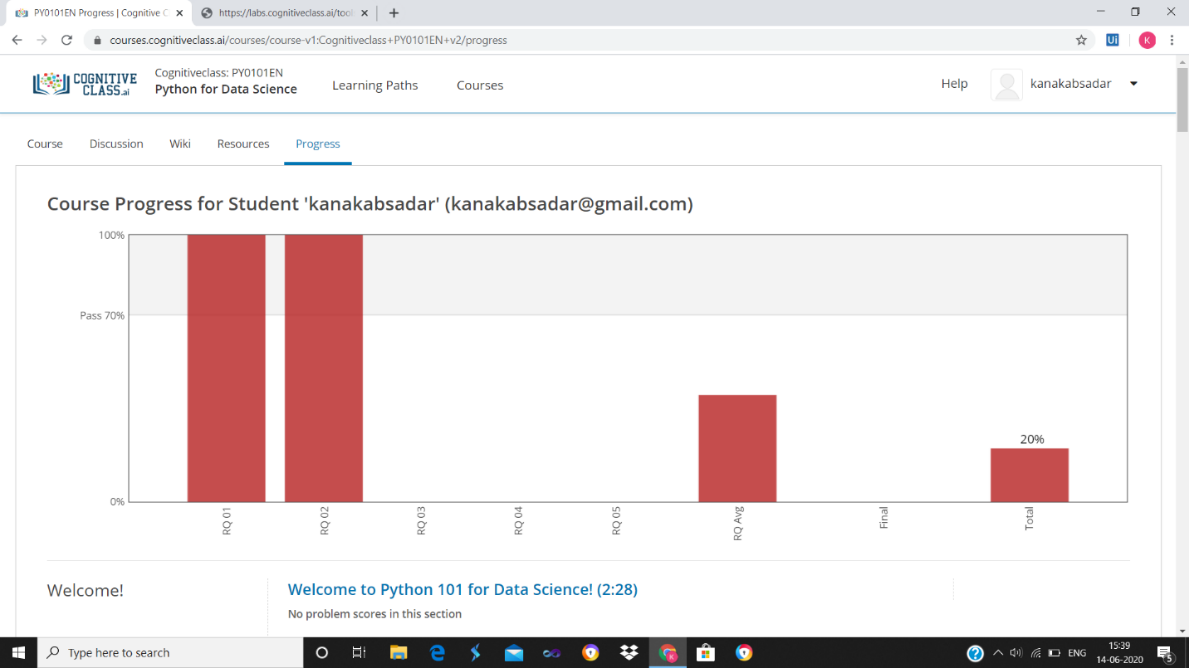 PY0101EN Progress | Cognitive C
https://labs.cognitiveclass.ai/tool
courses.cognitiveclass.ai/courses/course-v1:Cognitiveclass+PY0101EN+v2/progress
Ui
K
COGNITIVE
CLASS.ai
Cognitiveclass: PY0101EN
Python for Data Science
Learning Paths
Courses
Help
kanakabsadar
Course
Discussion
Wiki
Resources
Progress
Course Progress for Student 'kanakabsadar' (kanakabsadar@gmail.com)
100%
Pass 70%
0%
20%
RQ 01
RQ 02
RQ 03
RQ 04
RQ 05
RQ Avg
Final
Total
Welcome!
Welcome to Python 101 for Data Science! (2:28)
No problem scores in this section
Type here to search
K
ENG
15:39
14-06-2020
5